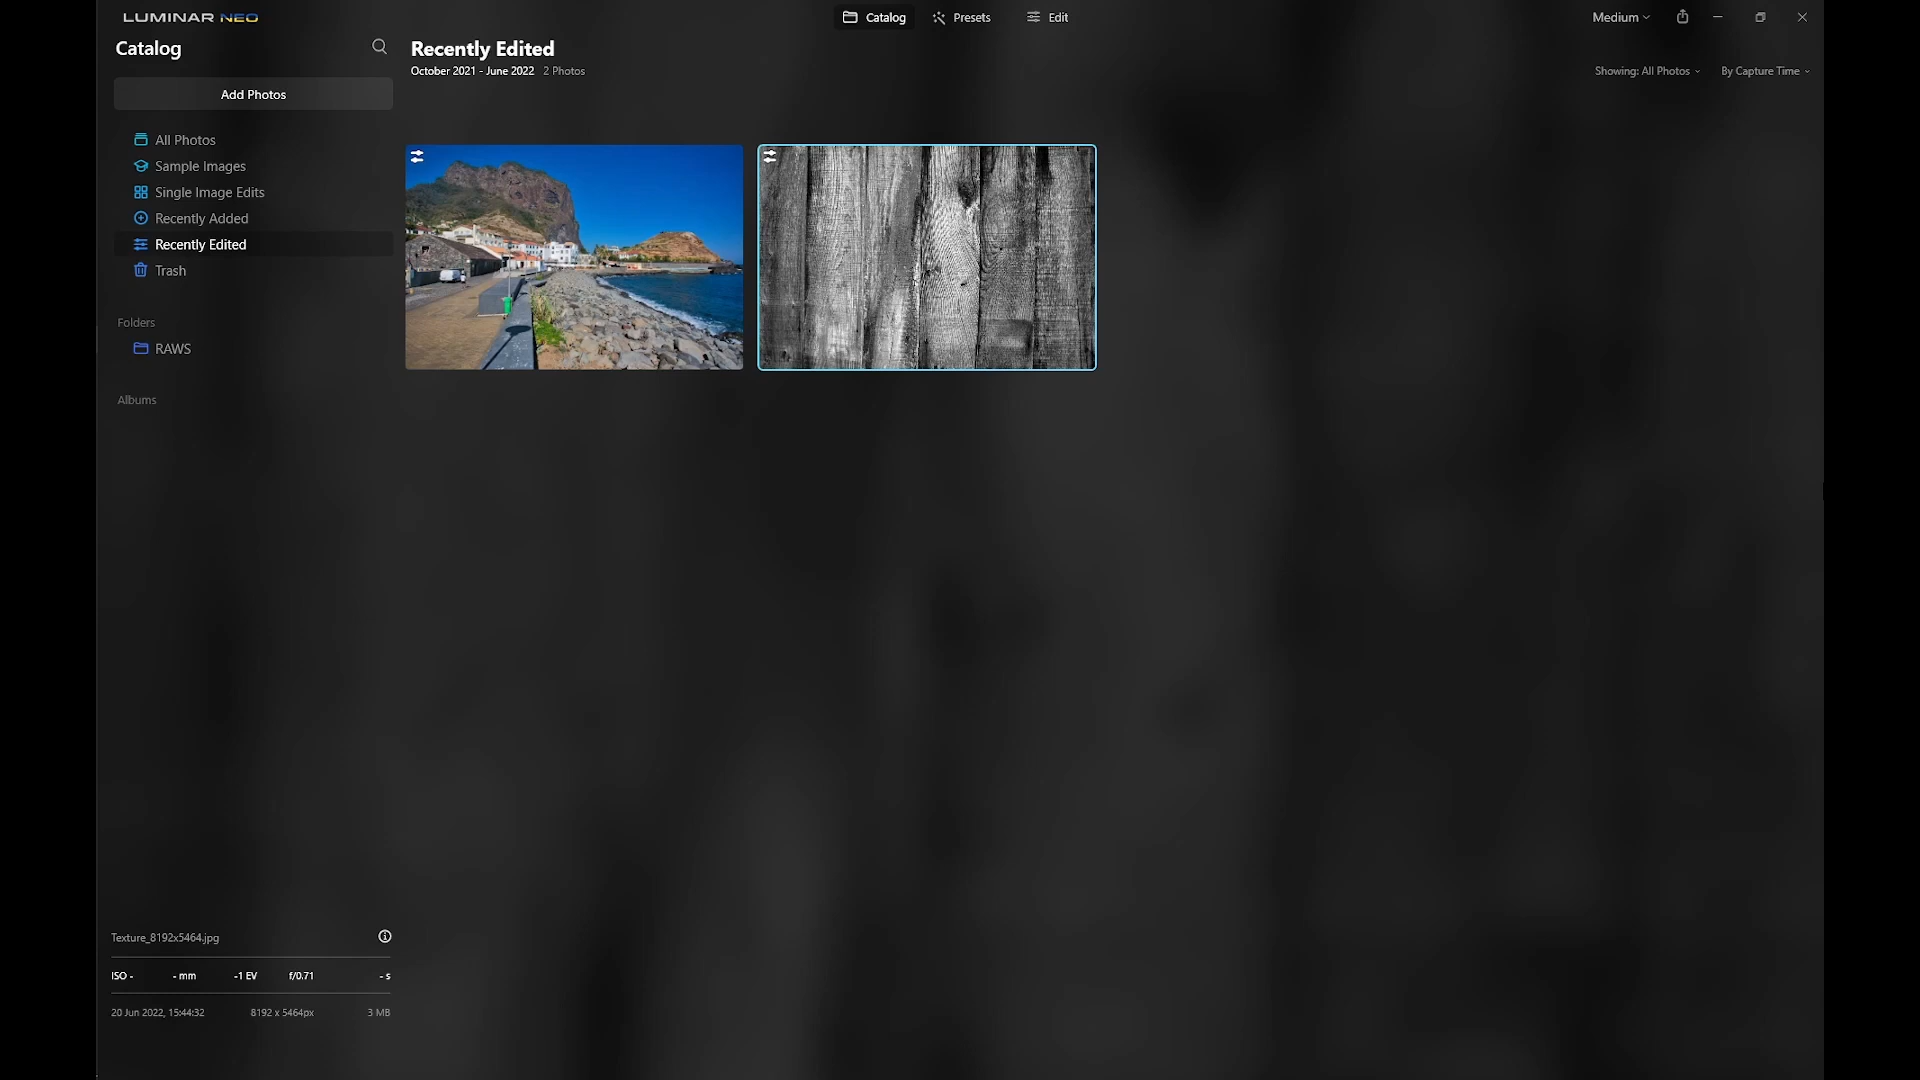 LUMINAR NEO
Catalog
Presets
Edit
Medium
Catalog
Add Photos
All Photos
Sample Images
Single Image Edits
Recently Added
Recently Edited
Trash
Folders
RAWS
Albums
Recently Edited
October 2021 - June 2022 2 Photos
Showing: All Photos
By Capture Time
Texture_8192x5464.jpg
ISO - - mm -1 EV f/0.71 - s
20 Jun 2022, 15:44:32 8192 x 5464px 3 MB